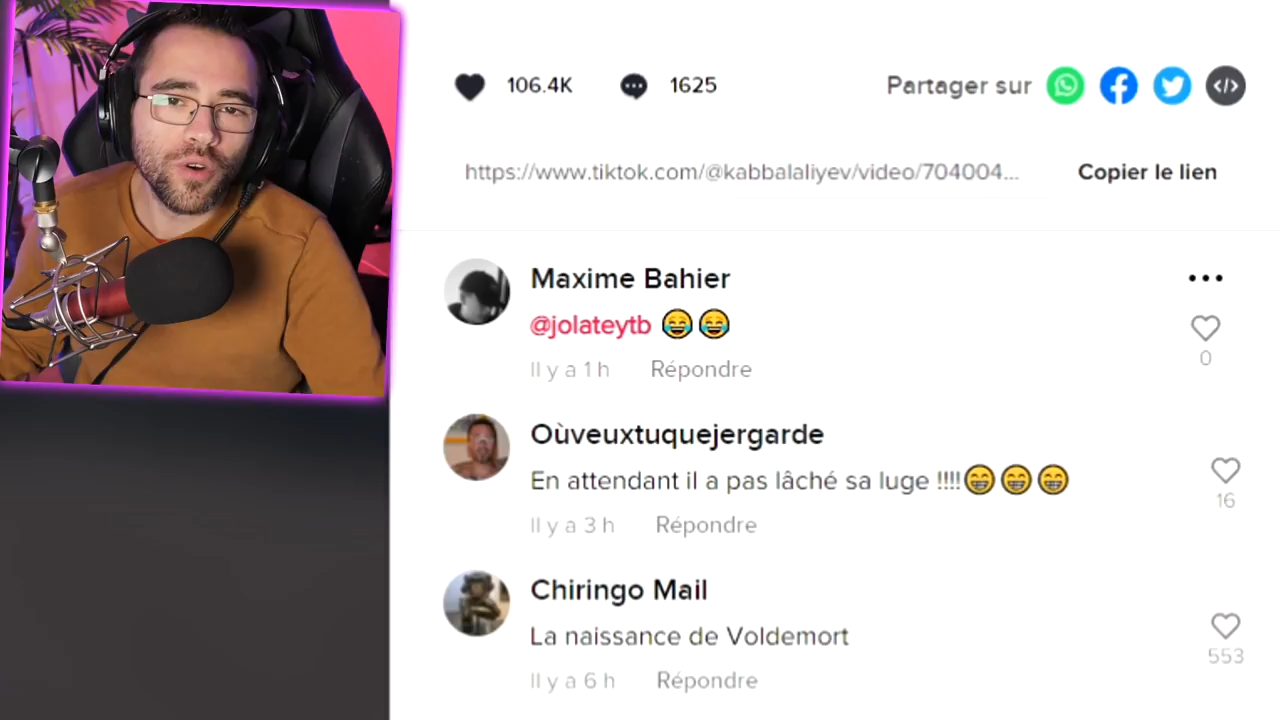 106.4K 1625 Partager sur
https://www.tiktok.com/@kabbalaliyev/video/704004... Copier le lien
Maxime Bahier
@jolateytb 😂😂
0
Il y a 1 h Répondre
Oùveuxtuquejergarde
En attendant il a pas lâché sa luge !!!!😁😁😁
16
Il y a 3 h Répondre
Chiringo Mail
La naissance de Voldemort
553
Il y a 6 h Répondre